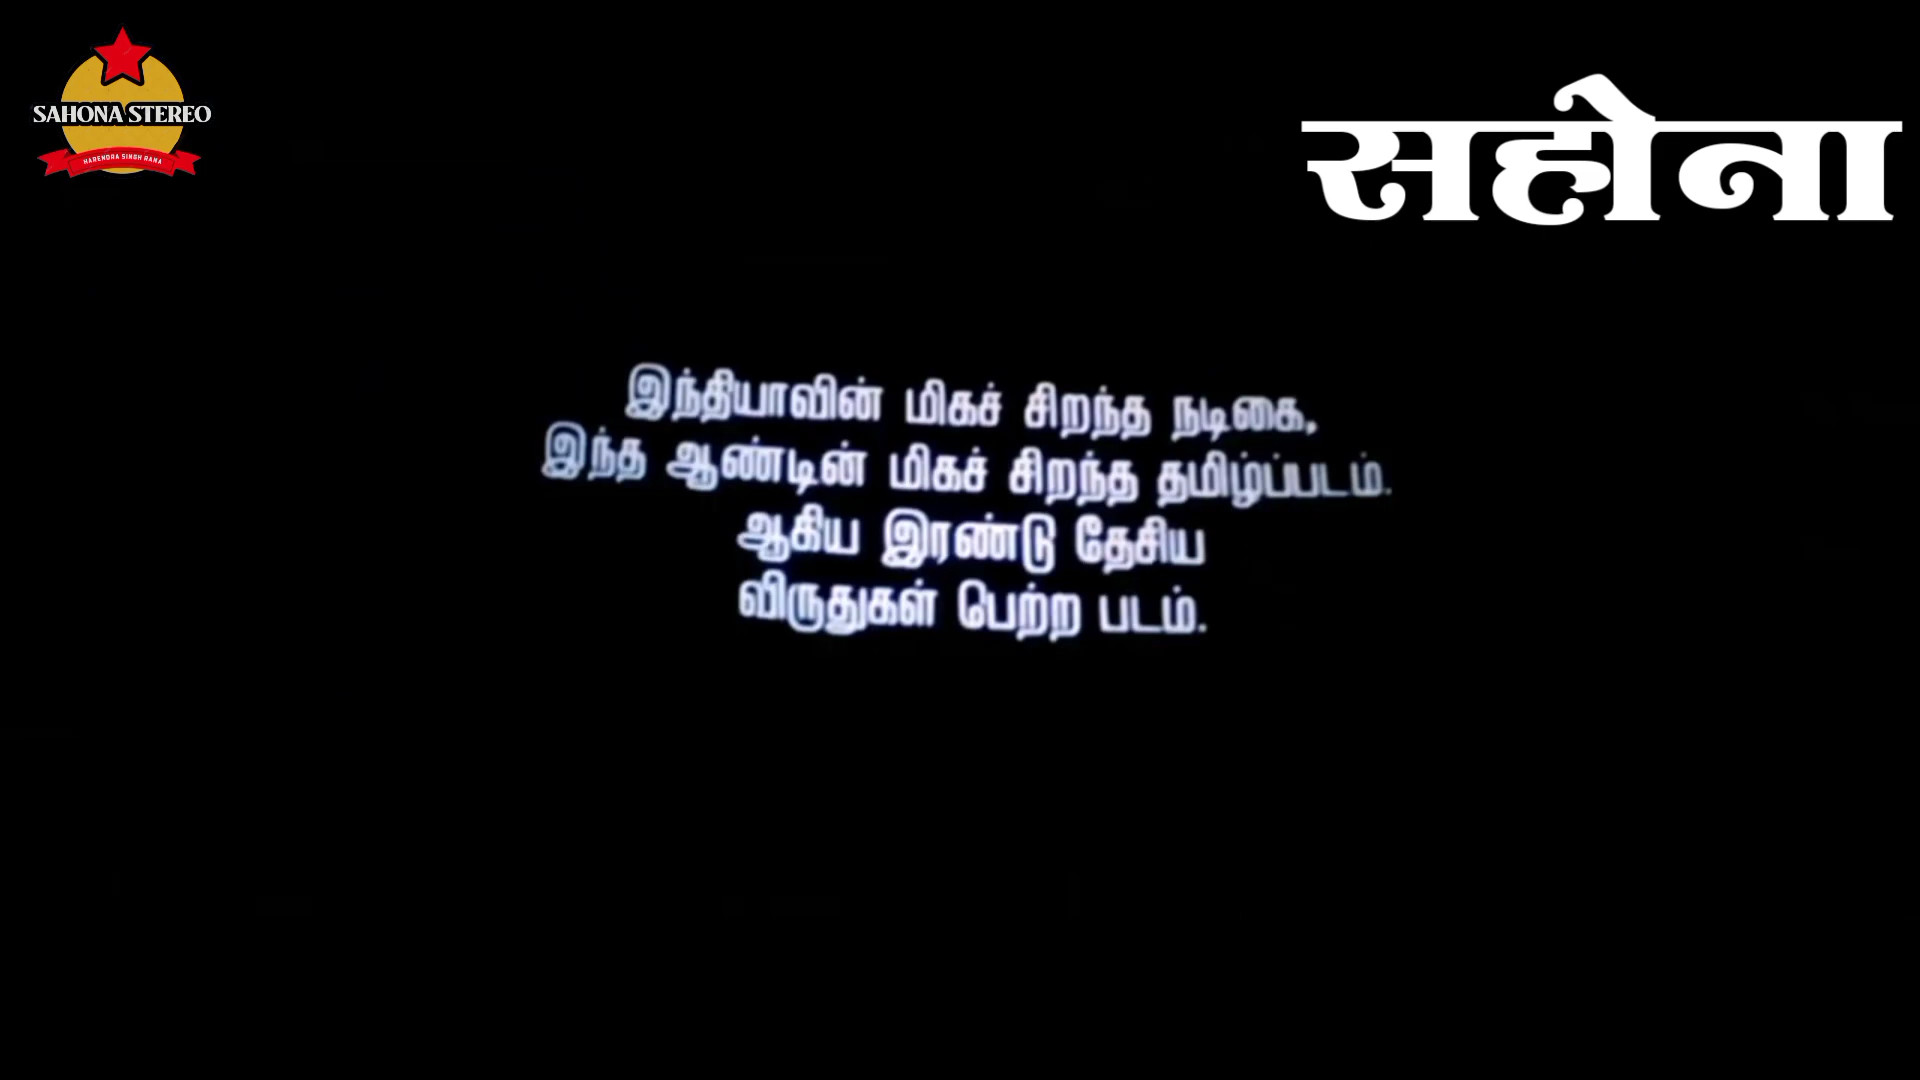 SAHONA STEREO
HARENDRA SINGH RANA
सहोना
இந்தியாவின் மிகச் சிறந்த நடிகை,
இந்த ஆண்டின் மிகச் சிறந்த தமிழ்ப்படம்.
ஆகிய இரண்டு தேசிய
விருதுகள் பெற்ற படம்.